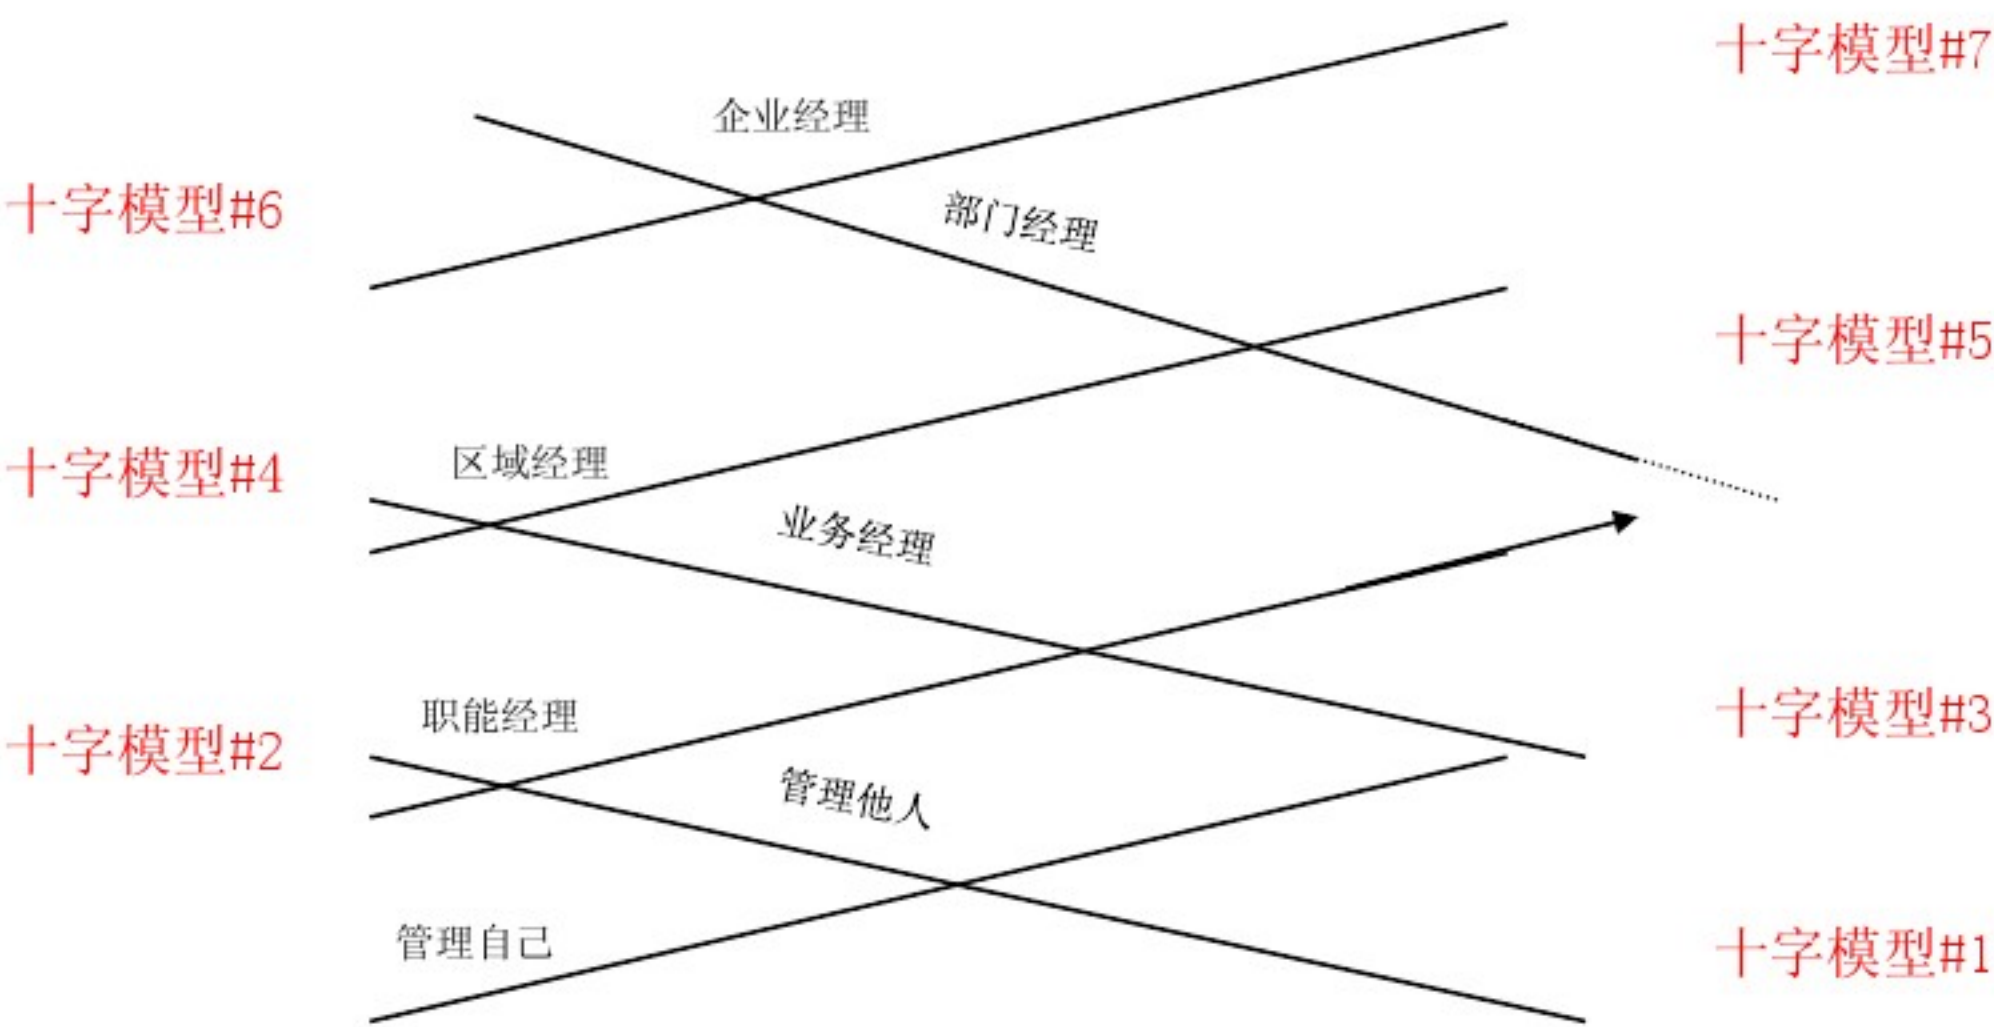 十字模型#7
企业经理
十字模型#6
部门经理
十字模型#5
区域经理
十字模型#4
业务经理
职能经理
十字模型#3
十字模型#2
管理他人
管理自己
十字模型#1